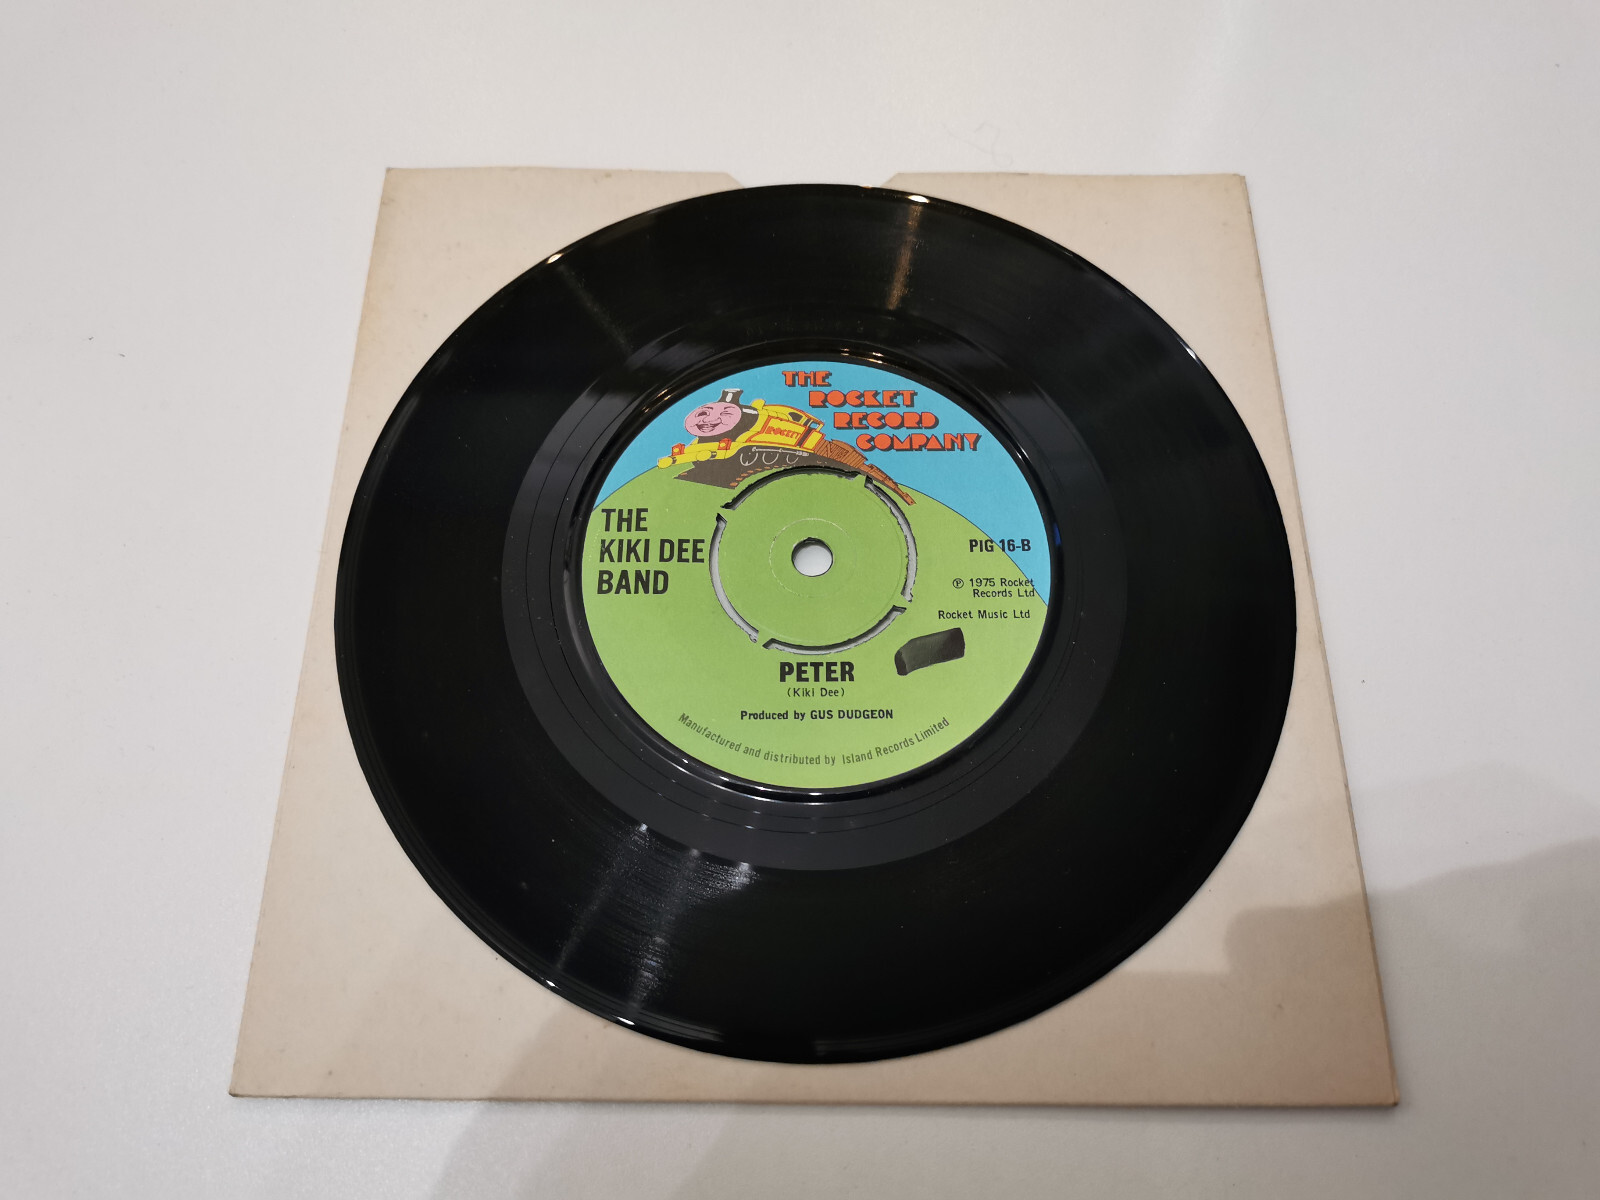 THE
ROCKET
RECORD
COMPANY
ROCKET
THE
KIKI DEE
BAND
PIG 16-B
Ⓟ 1975 Rocket
Records Ltd
Rocket Music Ltd
PETER
(Kiki Dee)
Produced by GUS DUDGEON
Manufactured and distributed by Island Records Limited